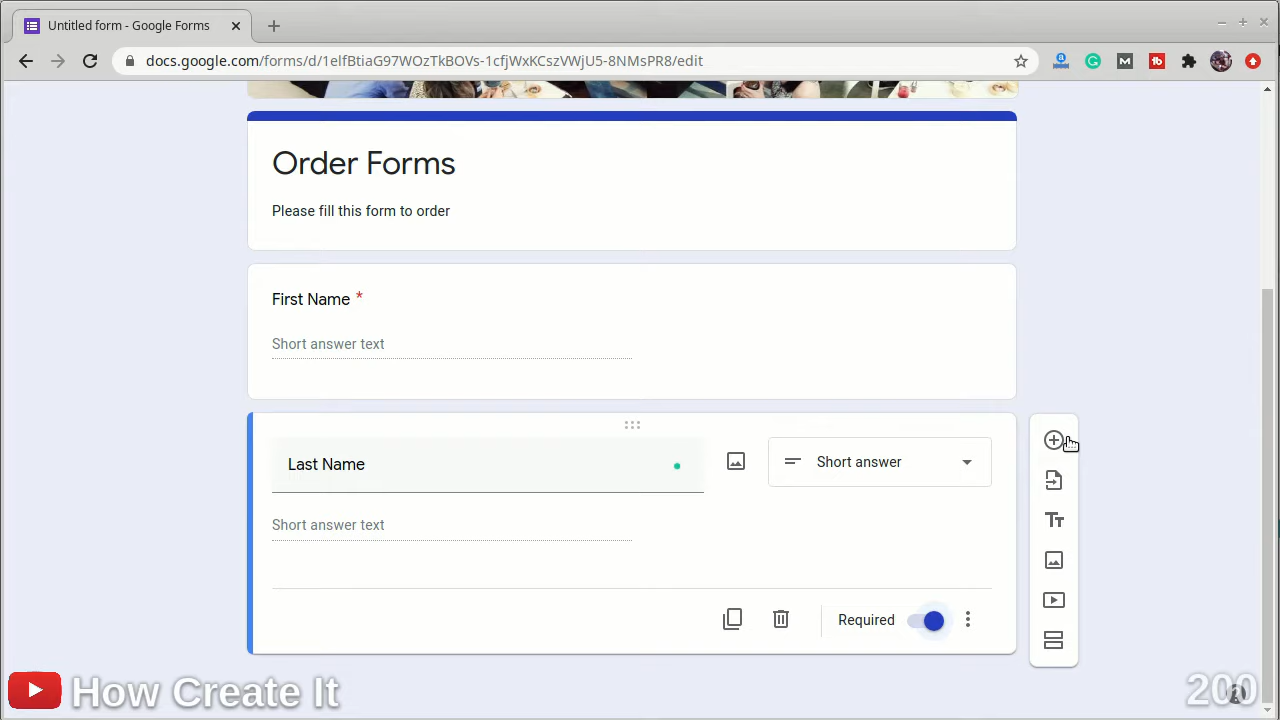 Untitled form - Google Forms
docs.google.com/forms/d/1elfBtiaG97WOzTkBOVs-1cfjWxKCszVWjU5-8NMsPR8/edit
Order Forms
Please fill this form to order
First Name *
Short answer text
Last Name
Short answer
Short answer text
Required
How Create It
200